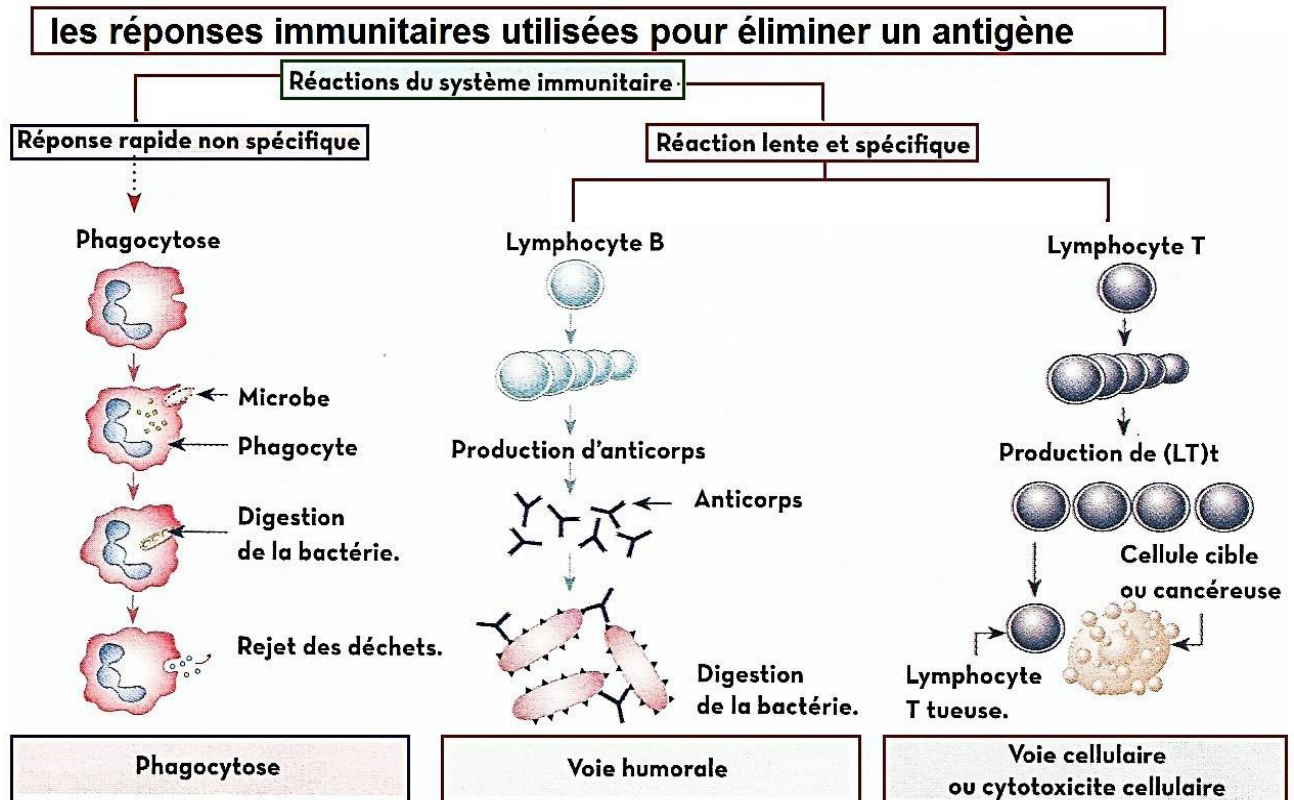 les réponses immunitaires utilisées pour éliminer un antigène
Réactions du système immunitaire
Réponse rapide non spécifique
Réaction lente et spécifique
Phagocytose
Microbe
Phagocyte
Digestion
de la bactérie.
Rejet des déchets.
Phagocytose
Lymphocyte B
Production d'anticorps
Anticorps
Digestion
de la bactérie.
Voie humorale
Lymphocyte T
Production de (LT)t
Cellule cible
ou cancéreuse
Lymphocyte
T tueuse.
Voie cellulaire
ou cytotoxicite cellulaire